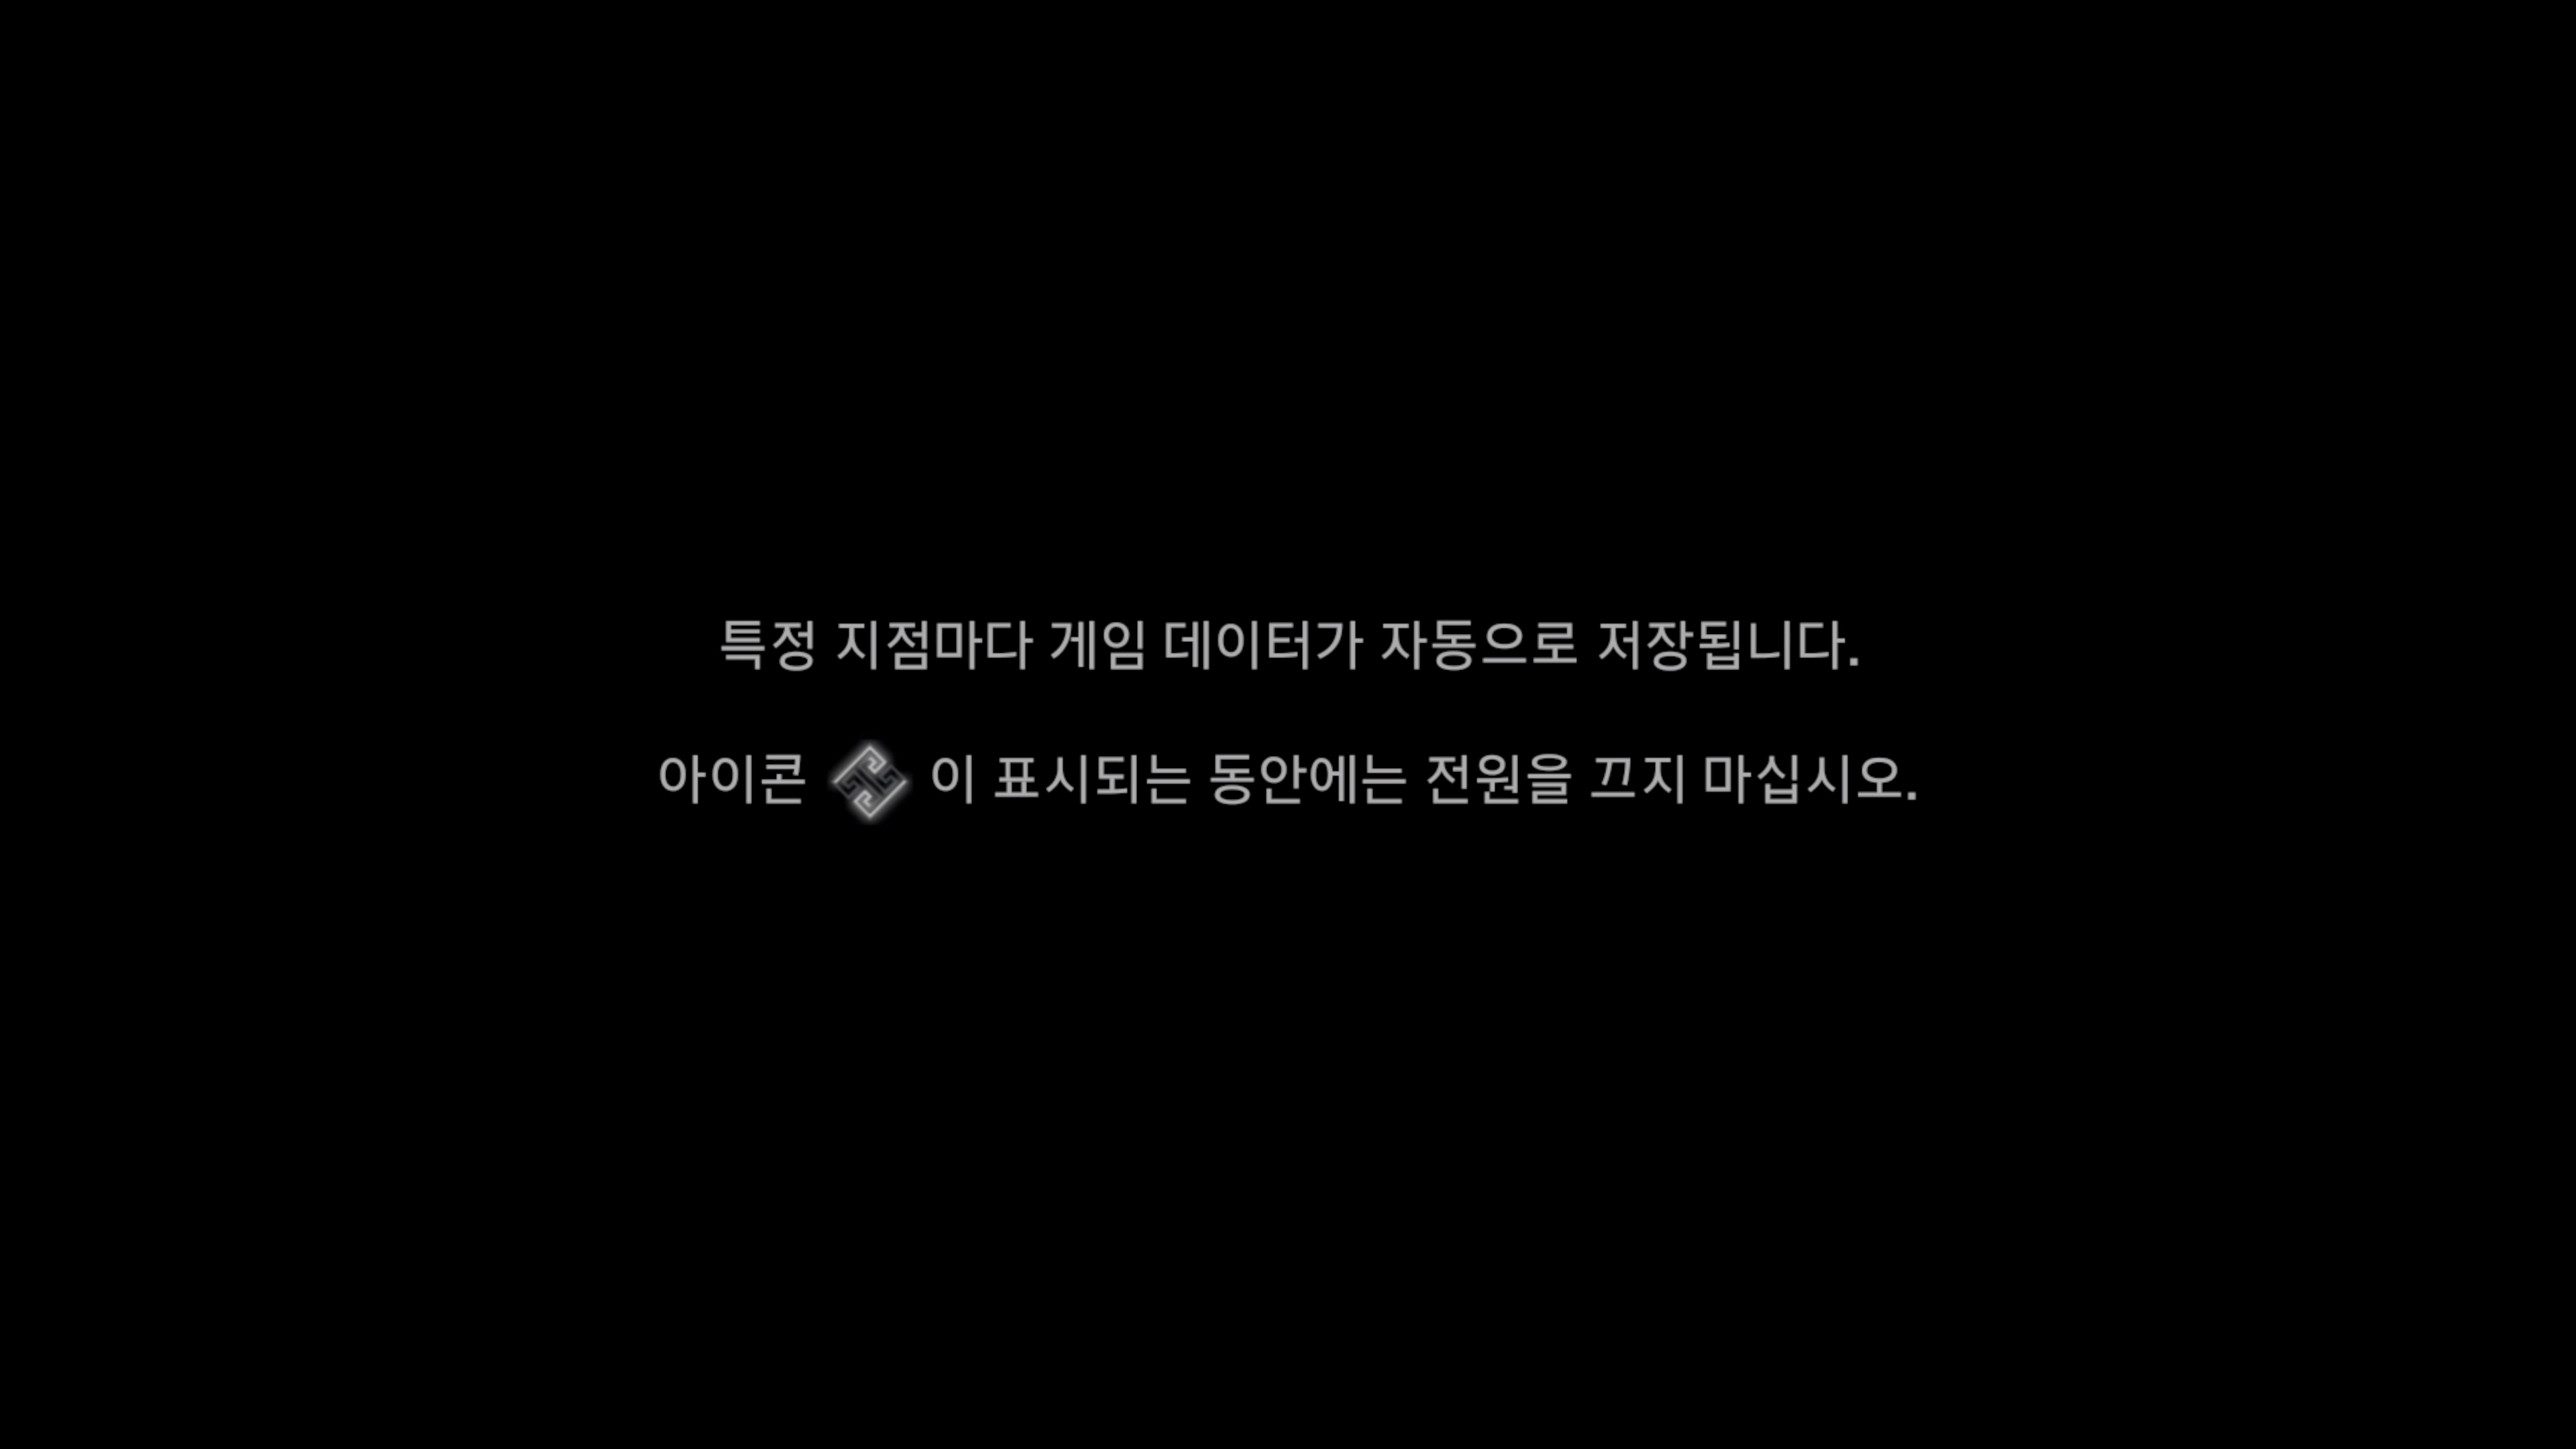 특정 지점마다 게임 데이터가 자동으로 저장됩니다.
아이콘 이 표시되는 동안에는 전원을 끄지 마십시오.